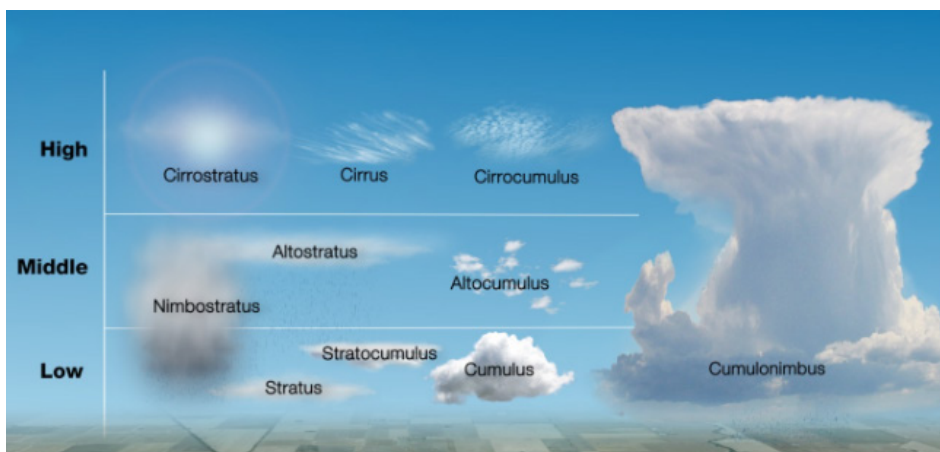 High
Cirrostratus
Cirrus
Cirrocumulus
Middle
Altostratus
Altocumulus
Nimbostratus
Low
Stratocumulus
Cumulus
Cumulonimbus
Stratus